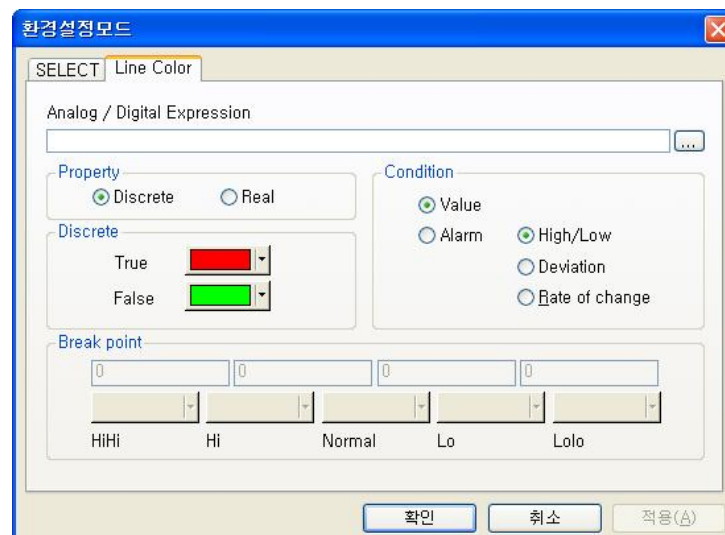 환경설정모드
SELECT Line Color
Analog / Digital Expression
...
Property
Discrete Real
Condition
Value
Alarm High/Low
Deviation
Rate of change
Discrete
True
False
Break point
0 0 0 0
HiHi Hi Normal Lo Lolo
확인 취소 적용(A)